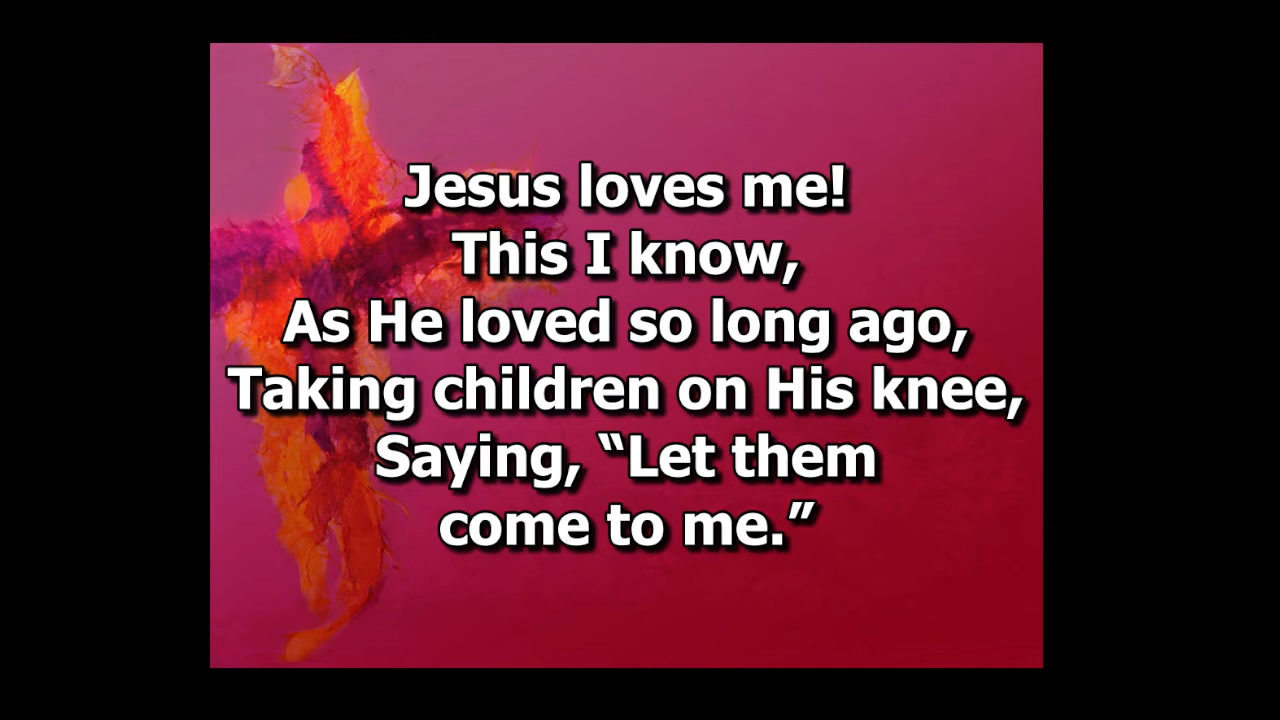 Jesus loves me!
This I know,
As He loved so long ago,
Taking children on His knee,
Saying, “Let them
come to me.”